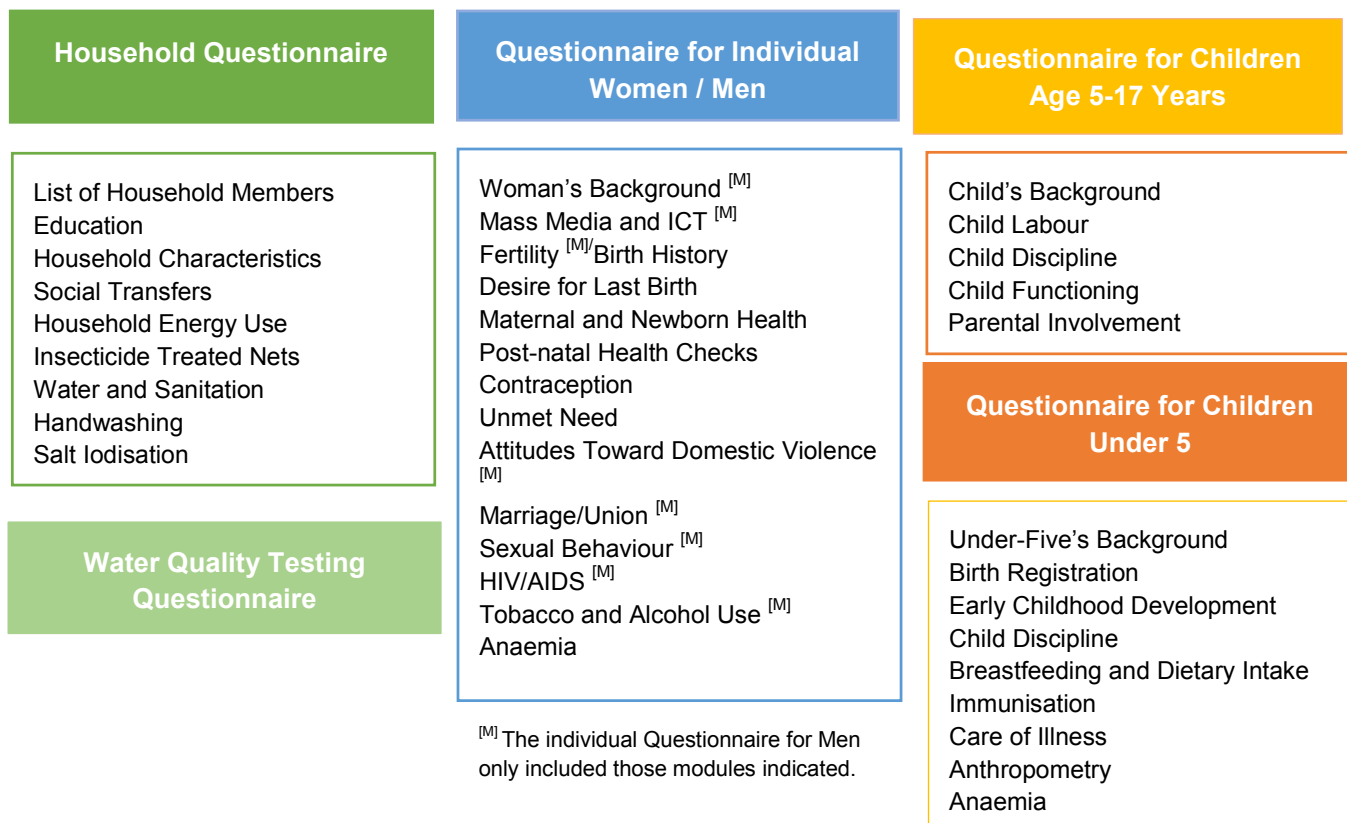 Household Questionnaire
List of Household Members
Education
Household Characteristics
Social Transfers
Household Energy Use
Insecticide Treated Nets
Water and Sanitation
Handwashing
Salt Iodisation
Water Quality Testing
Questionnaire
Questionnaire for Individual
Women / Men
Woman’s Background [M]
Mass Media and ICT [M]
Fertility [M]/Birth History
Desire for Last Birth
Maternal and Newborn Health
Post-natal Health Checks
Contraception
Unmet Need
Attitudes Toward Domestic Violence
[M]
Marriage/Union [M]
Sexual Behaviour [M]
HIV/AIDS [M]
Tobacco and Alcohol Use [M]
Anaemia
[M] The individual Questionnaire for Men
only included those modules indicated.
Questionnaire for Children
Age 5-17 Years
Child’s Background
Child Labour
Child Discipline
Child Functioning
Parental Involvement
Questionnaire for Children
Under 5
Under-Five’s Background
Birth Registration
Early Childhood Development
Child Discipline
Breastfeeding and Dietary Intake
Immunisation
Care of Illness
Anthropometry
Anaemia